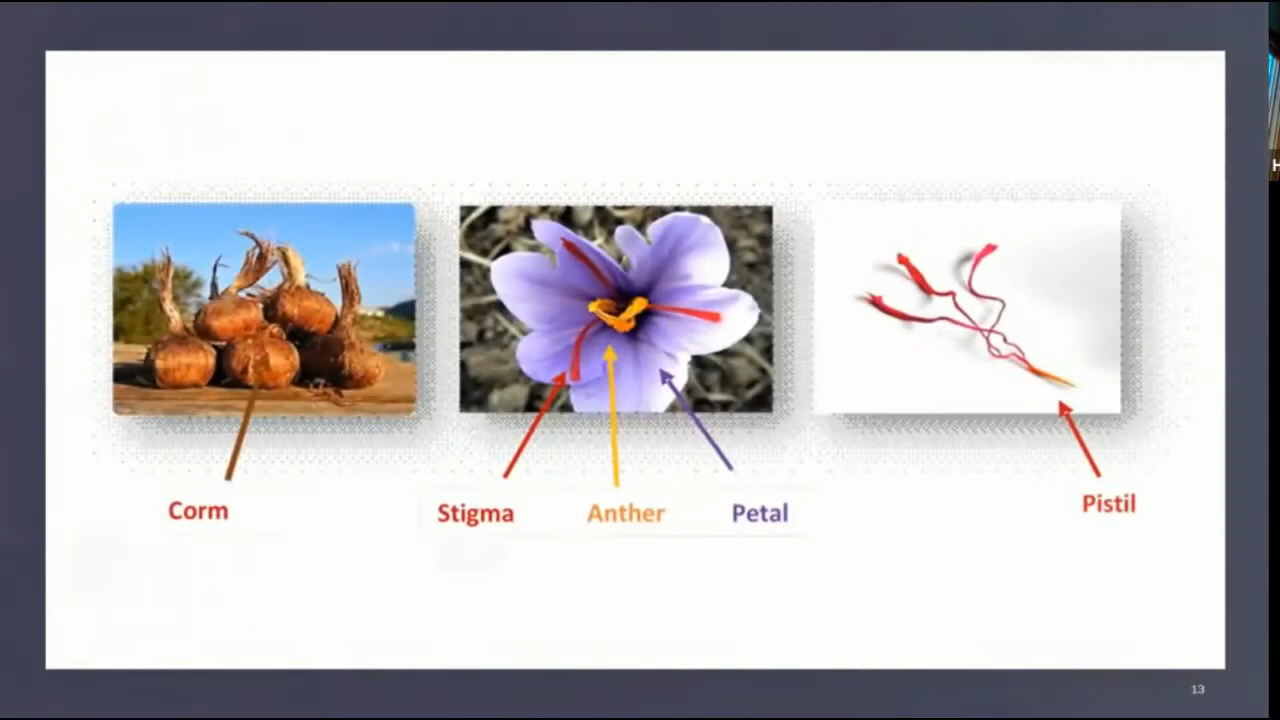 Corm
Stigma
Anther
Petal
Pistil
13
H